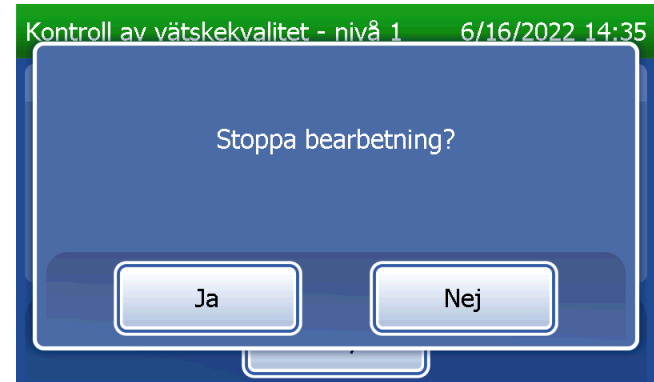 Kontroll av vätskekvalitet - nivå 1 6/16/2022 14:35
Stoppa bearbetning?
Ja Nej